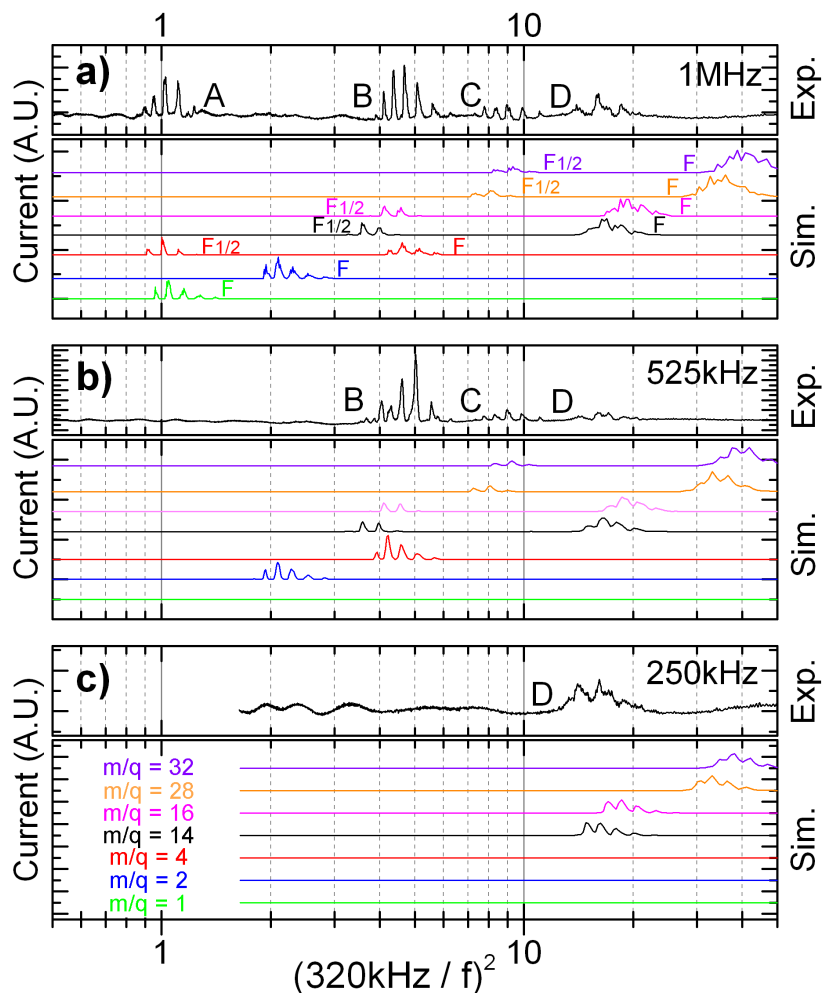 1 10
a) A B C D 1MHz
Exp.
Current (A.U.)
F1/2 F
F1/2 F
F1/2 F
F1/2 F
F1/2 F
F
F
Sim.
b) B C D 525kHz
Exp.
Current (A.U.)
Sim.
c) D 250kHz
Exp.
Current (A.U.)
m/q = 32
m/q = 28
m/q = 16
m/q = 14
m/q = 4
m/q = 2
m/q = 1
Sim.
1 10
(320kHz / f)²